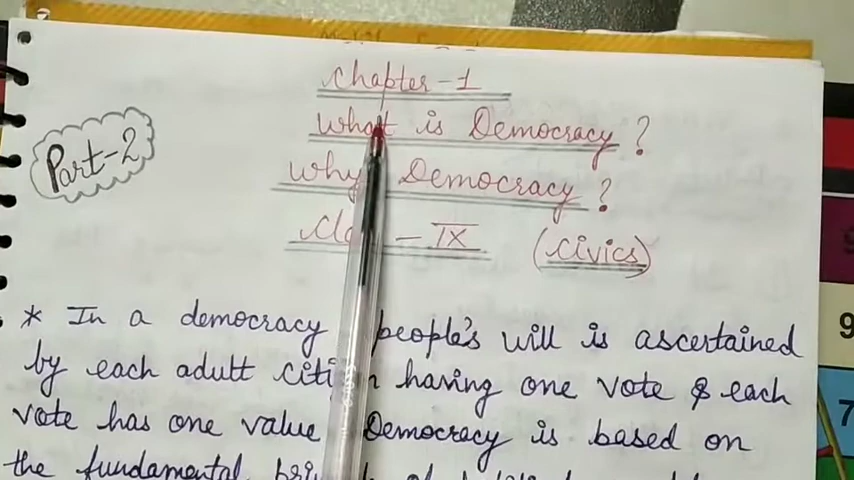 Chapter-1
What is Democracy?
Part-2
Why Democracy?
- IX (Civics)
* In a democracy people's will is ascertained
by each adult citizen having one vote & each
vote has one value. Democracy is based on
the fundamental